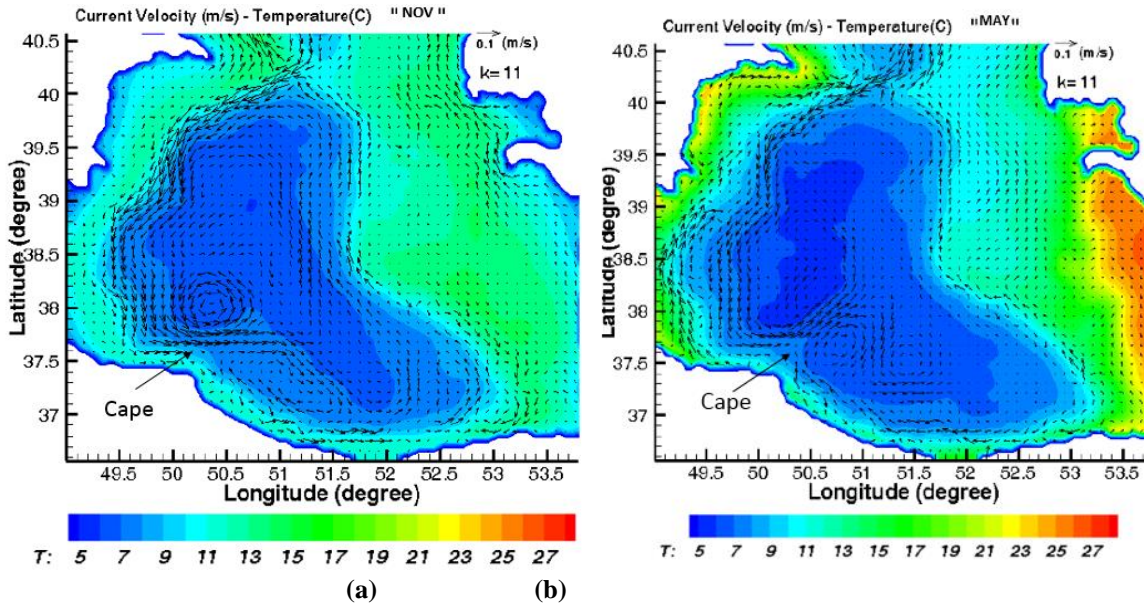 Current Velocity (m/s) - Temperature(C) "NOV"
0.1 (m/s)
k= 11
40.5
40
39.5
39
38.5
38
37.5
37
Latitude (degree)
Cape
49.5 50 50.5 51 51.5 52 52.5 53 53.5
Longitude (degree)
T: 5 7 9 11 13 15 17 19 21 23 25 27
(a)
Current Velocity (m/s) - Temperature(C) "MAY"
0.1 (m/s)
k= 11
40.5
40
39.5
39
38.5
38
37.5
37
Latitude (degree)
Cape
49.5 50 50.5 51 51.5 52 52.5 53 53.5
Longitude (degree)
T: 5 7 9 11 13 15 17 19 21 23 25 27
(b)